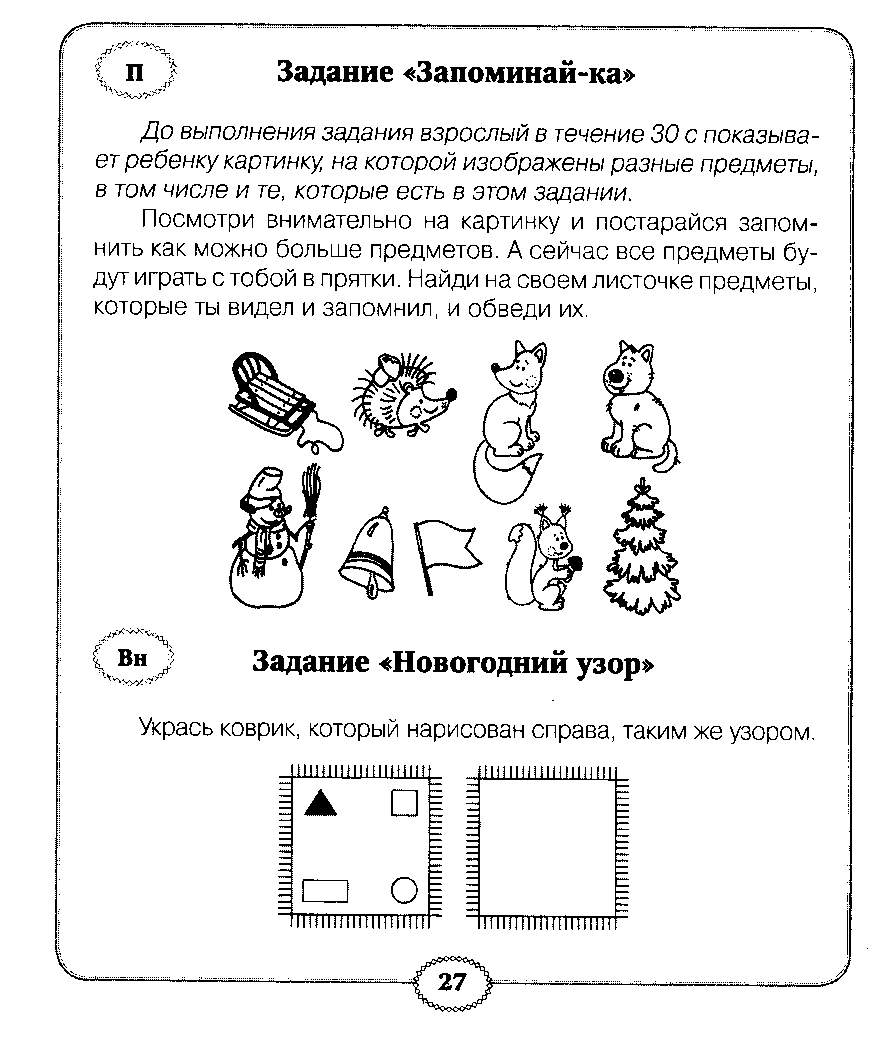 П
Задание «Запоминай-ка»
До выполнения задания взрослый в течение 30 с показыва-
ет ребенку картинку, на которой изображены разные предметы,
в том числе и те, которые есть в этом задании.
Посмотри внимательно на картинку и постарайся запом-
нить как можно больше предметов. А сейчас все предметы бу-
дут играть с тобой в прятки. Найди на своем листочке предметы,
которые ты видел и запомнил, и обведи их.
Вн
Задание «Новогодний узор»
Укрась коврик, который нарисован справа, таким же узором.
27